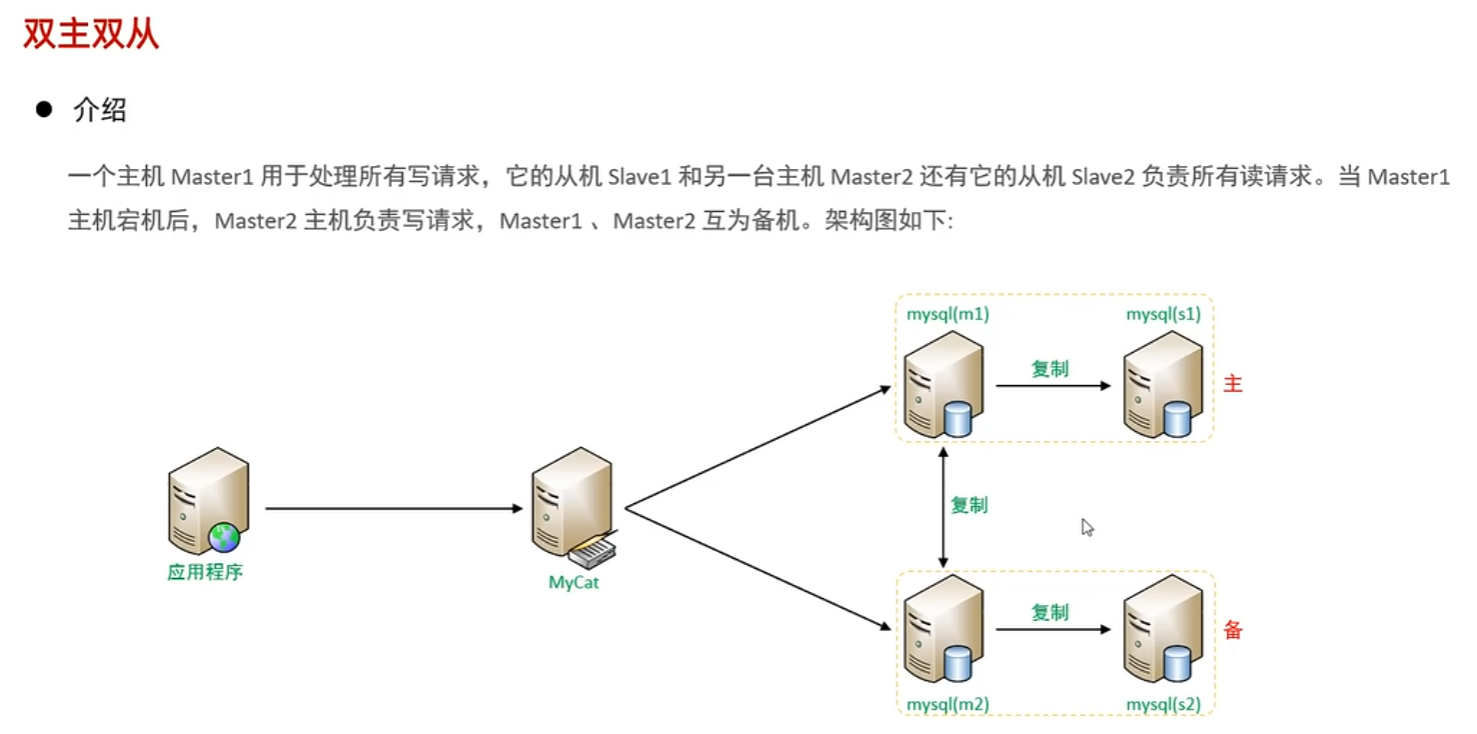 双主双从
● 介绍
一个主机 Master1 用于处理所有写请求，它的从机 Slave1 和另一台主机 Master2 还有它的从机 Slave2 负责所有读请求。当 Master1
主机宕机后，Master2 主机负责写请求，Master1 、Master2 互为备机。架构图如下:
mysql(m1)
mysql(s1)
复制
主
复制
应用程序
MyCat
复制
备
mysql(m2)
mysql(s2)